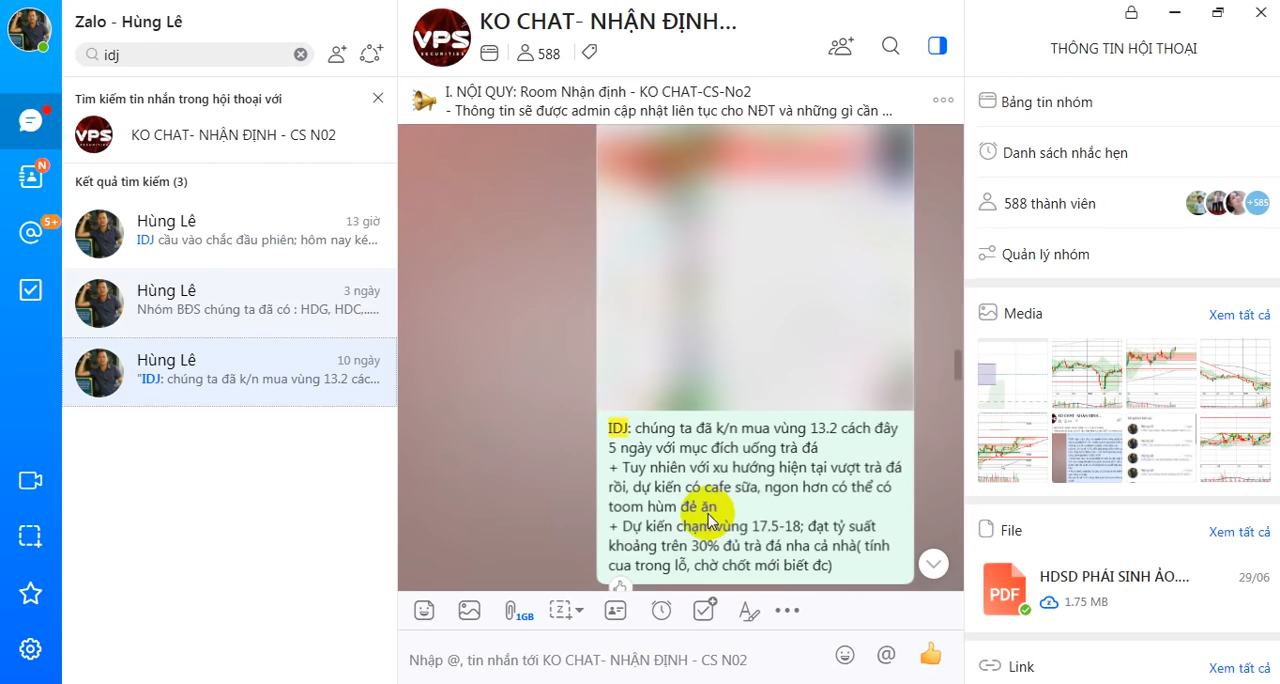 Zalo - Hùng Lê
idj
Tìm kiếm tin nhắn trong hội thoại với
VPS
KO CHAT- NHẬN ĐỊNH - CS N02
Kết quả tìm kiếm (3)
Hùng Lê
13 giờ
IDJ cầu vào chắc đầu phiên; hôm nay ké...
Hùng Lê
3 ngày
Nhóm BĐS chúng ta đã có : HDG, HDC,.....
Hùng Lê
10 ngày
"IDJ: chúng ta đã k/n mua vùng 13.2 các...
N
5+
VPS
SECURITIES
KO CHAT- NHẬN ĐỊNH...
588
I. NỘI QUY: Room Nhận định - KO CHAT-CS-No2
- Thông tin sẽ được admin cập nhật liên tục cho NĐT và những gì cần ...
IDJ: chúng ta đã k/n mua vùng 13.2 cách đây
5 ngày với mục đích uống trà đá
+ Tuy nhiên với xu hướng hiện tại vượt trà đá
rồi, dự kiến có cafe sữa, ngon hơn có thể có
toom hùm đẻ ăn
+ Dự kiến chạm vùng 17.5-18; đạt tỷ suất
khoảng trên 30% đủ trà đá nha cả nhà( tính
cua trong lỗ, chờ chốt mới biết đc)
1GB
Nhập @, tin nhắn tới KO CHAT- NHẬN ĐỊNH - CS N02
THÔNG TIN HỘI THOẠI
Bảng tin nhóm
Danh sách nhắc hẹn
588 thành viên
+585
Quản lý nhóm
Media
Xem tất cả
File
Xem tất cả
PDF
HDSD PHÁI SINH ẢO....
29/06
1.75 MB
Link
Xem tất cả